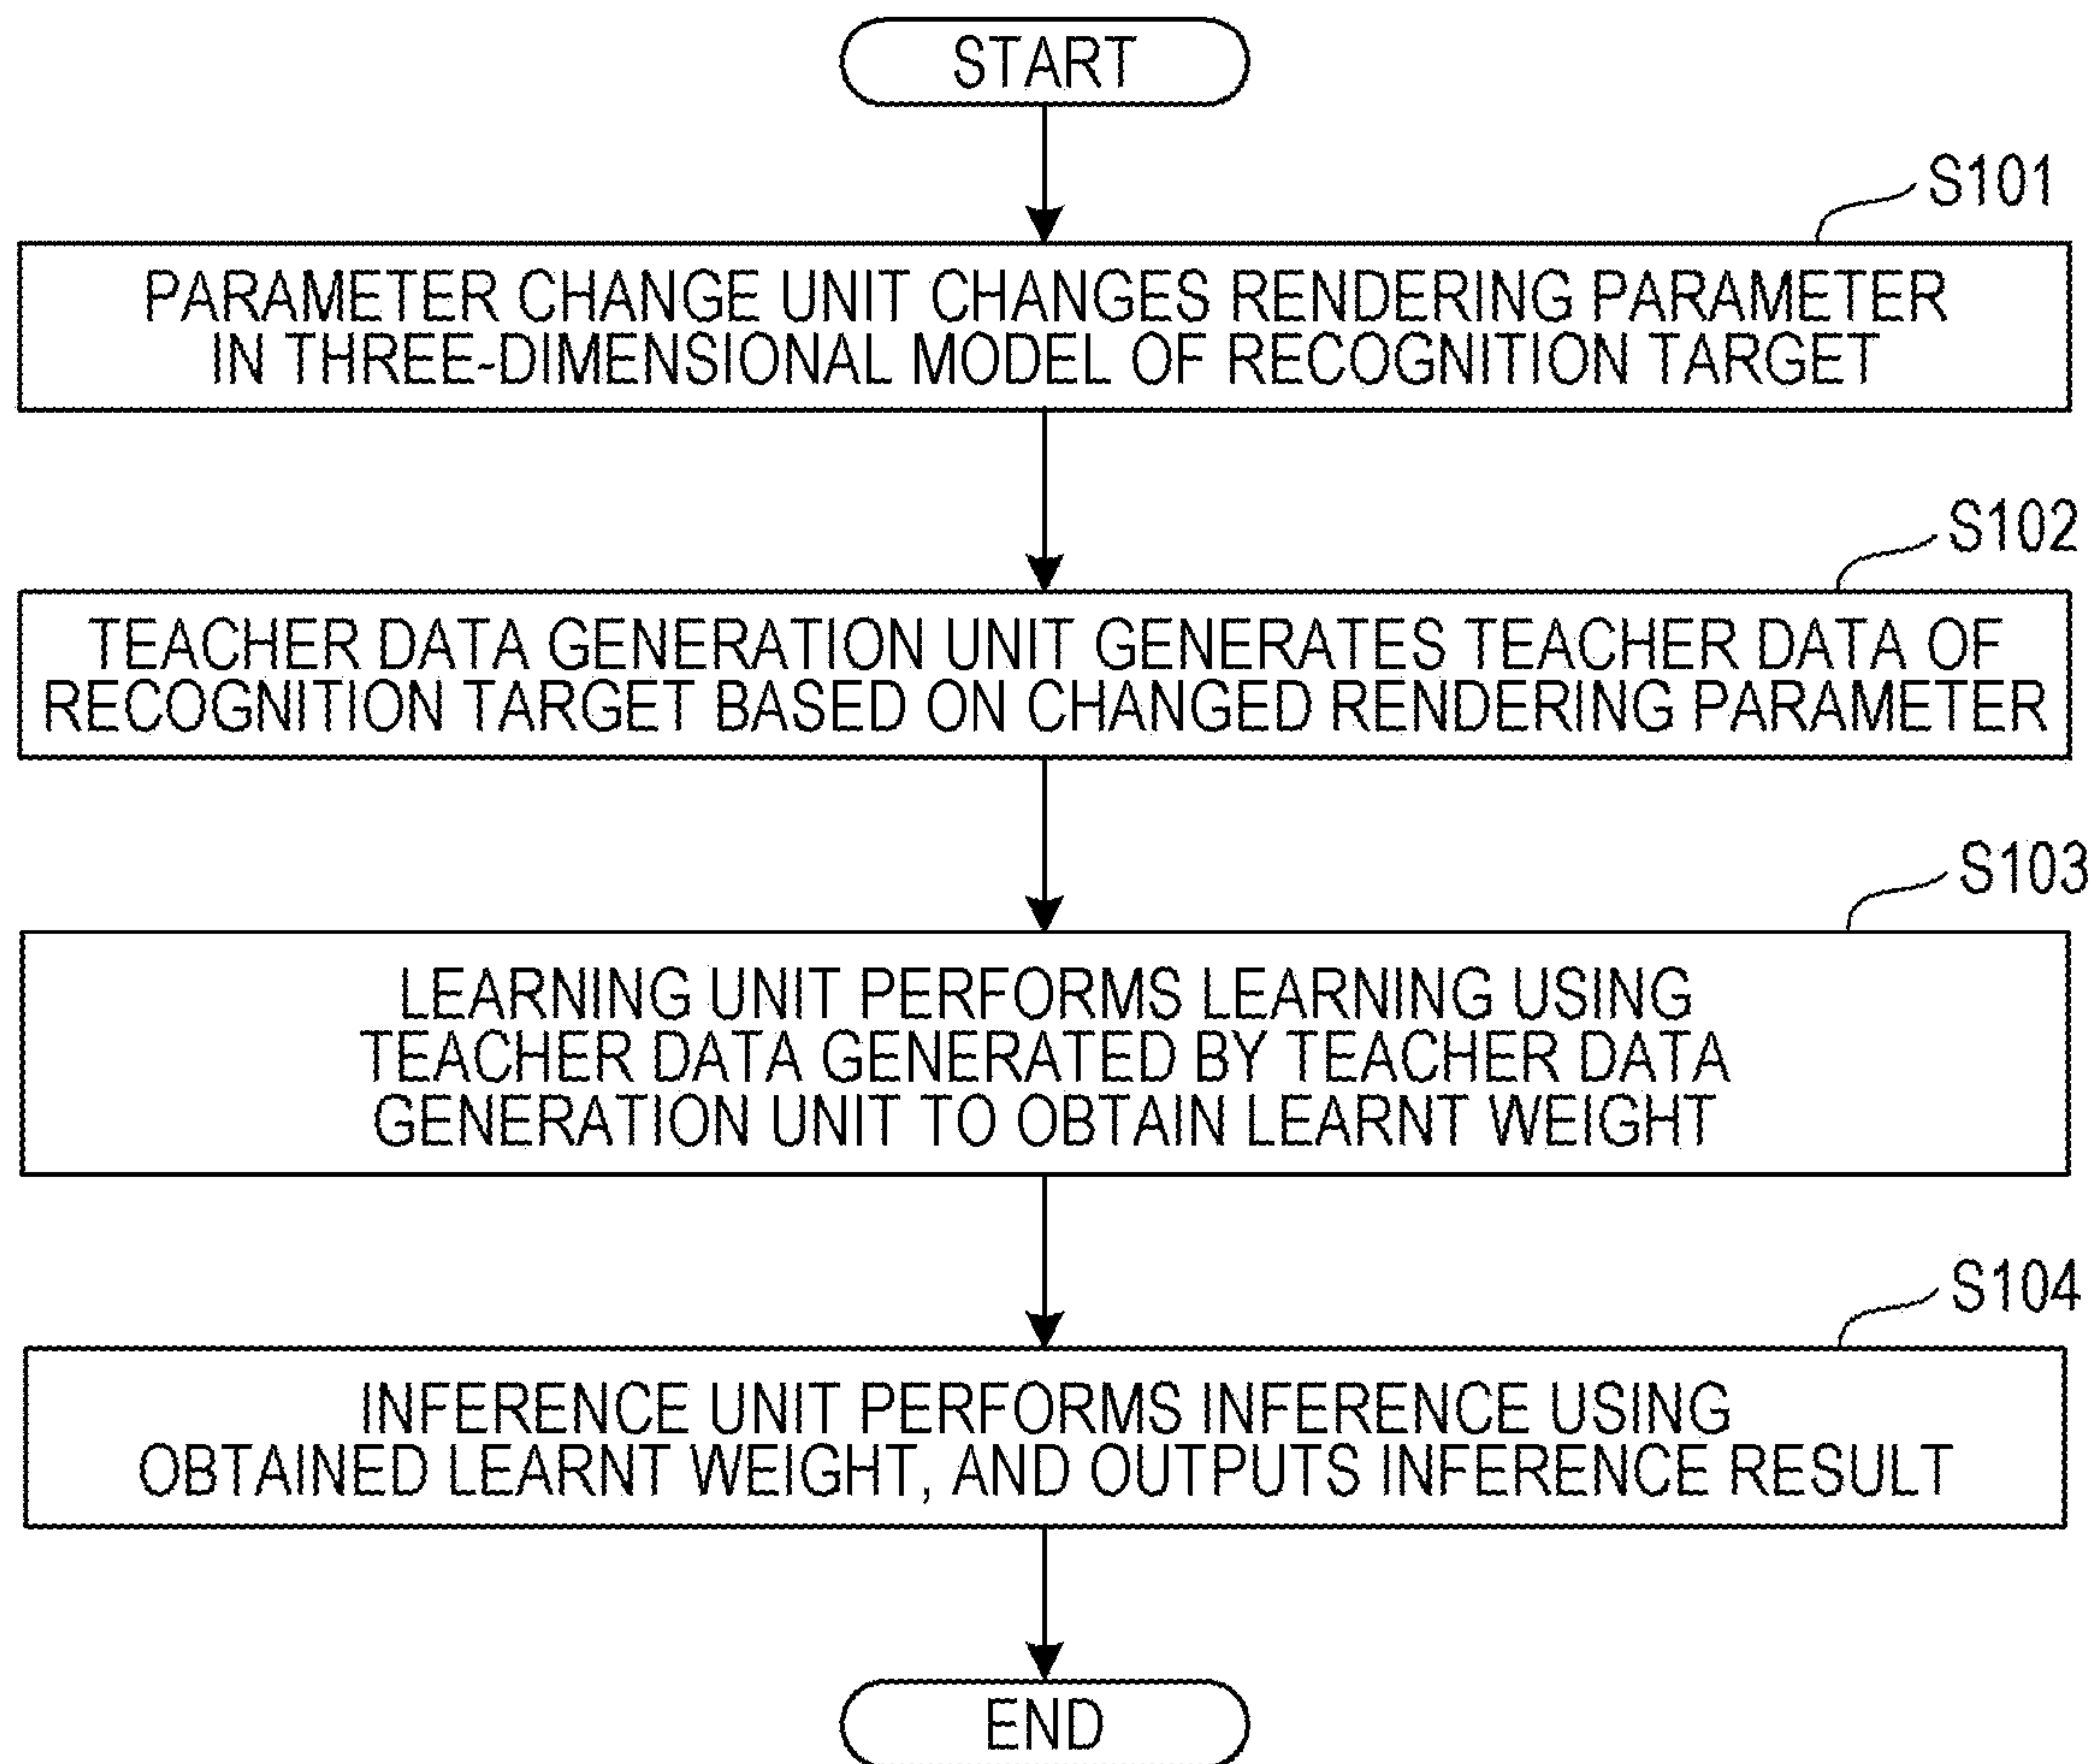 START
S101
PARAMETER CHANGE UNIT CHANGES RENDERING PARAMETER
IN THREE-DIMENSIONAL MODEL OF RECOGNITION TARGET
S102
TEACHER DATA GENERATION UNIT GENERATES TEACHER DATA OF
RECOGNITION TARGET BASED ON CHANGED RENDERING PARAMETER
S103
LEARNING UNIT PERFORMS LEARNING USING
TEACHER DATA GENERATED BY TEACHER DATA
GENERATION UNIT TO OBTAIN LEARNT WEIGHT
S104
INFERENCE UNIT PERFORMS INFERENCE USING
OBTAINED LEARNT WEIGHT, AND OUTPUTS INFERENCE RESULT
END